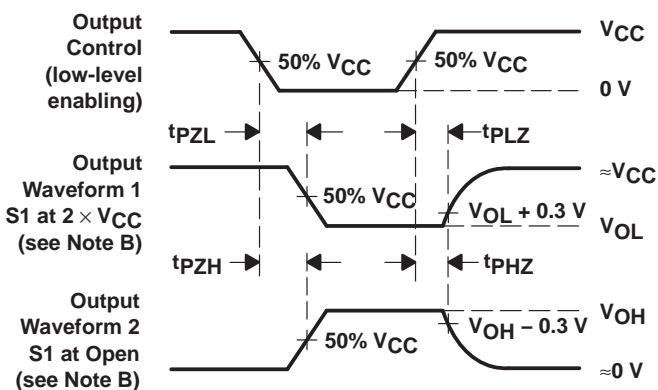 Output
Control
(low-level
enabling)
50% VCC
50% VCC
VCC
0 V
tPZL
tPLZ
Output
Waveform 1
S1 at 2 × VCC
(see Note B)
50% VCC
VOL + 0.3 V
≈VCC
VOL
tPZH
tPHZ
Output
Waveform 2
S1 at Open
(see Note B)
50% VCC
VOH − 0.3 V
VOH
≈0 V